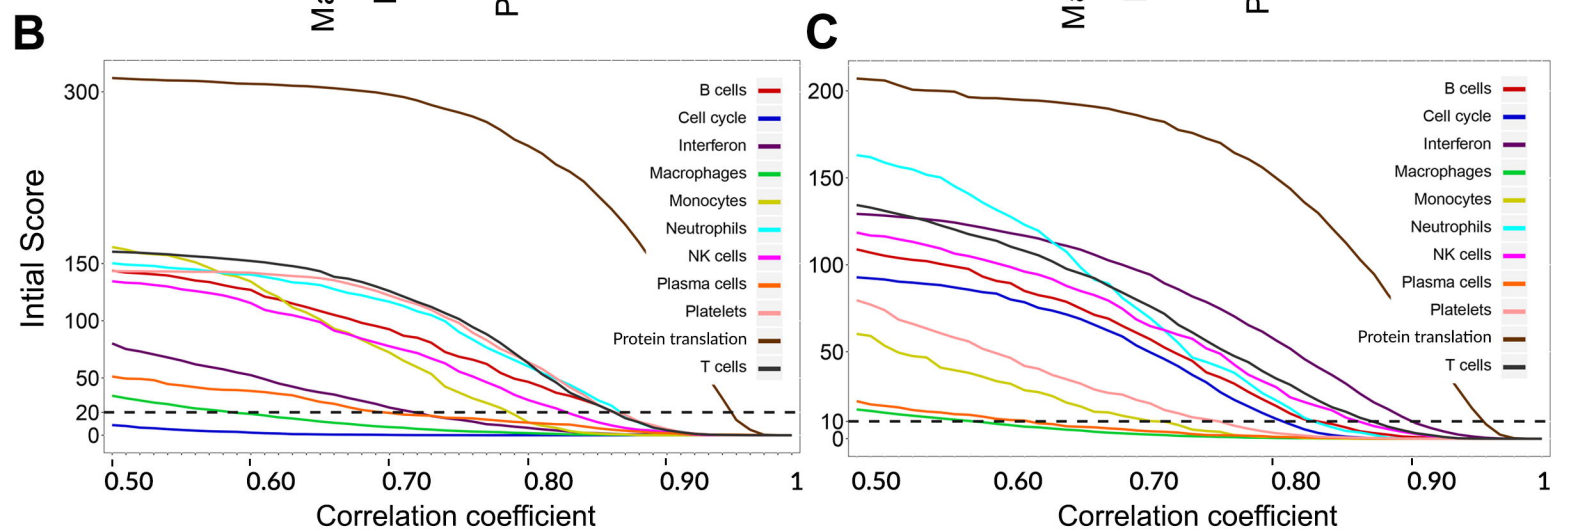 Ma
P
Ma
P
B
C
Intial Score
300
150
100
50
20
0
B cells
Cell cycle
Interferon
Macrophages
Monocytes
Neutrophils
NK cells
Plasma cells
Platelets
Protein translation
T cells
0.50 0.60 0.70 0.80 0.90 1
Correlation coefficient
200
150
100
50
10
0
B cells
Cell cycle
Interferon
Macrophages
Monocytes
Neutrophils
NK cells
Plasma cells
Platelets
Protein translation
T cells
0.50 0.60 0.70 0.80 0.90 1
Correlation coefficient